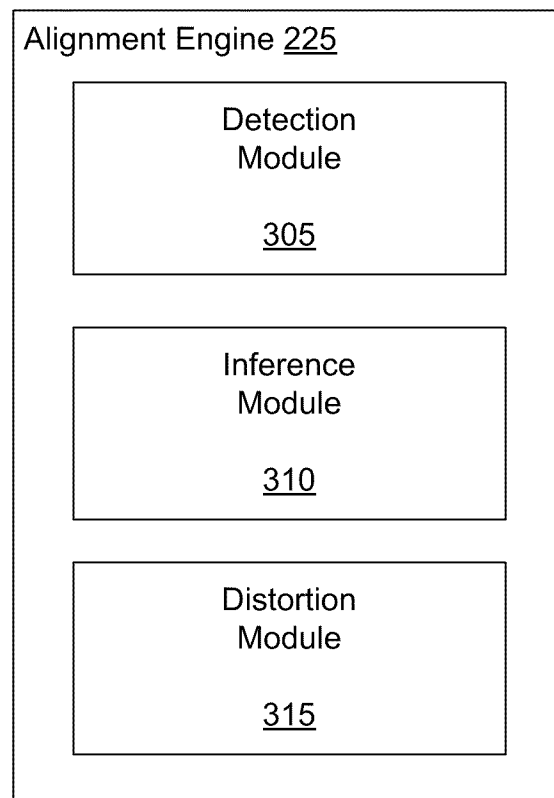 Alignment Engine 225
Detection
Module
305
Inference
Module
310
Distortion
Module
315